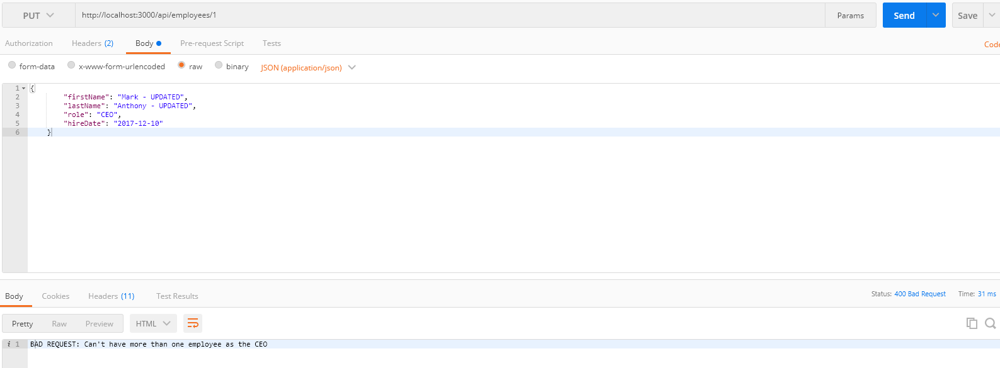 PUT http://localhost:3000/api/employees/1 Params Send Save
Authorization Headers (2) Body Pre-request Script Tests Code
form-data x-www-form-urlencoded raw binary JSON (application/json)
1 {
2 "firstName": "Mark - UPDATED",
3 "lastName": "Anthony - UPDATED",
4 "role": "CEO",
5 "hireDate": "2017-12-10"
6 }
Body Cookies Headers (11) Test Results Status: 400 Bad Request Time: 31 ms
Pretty Raw Preview HTML
i 1 BAD REQUEST: Can't have more than one employee as the CEO